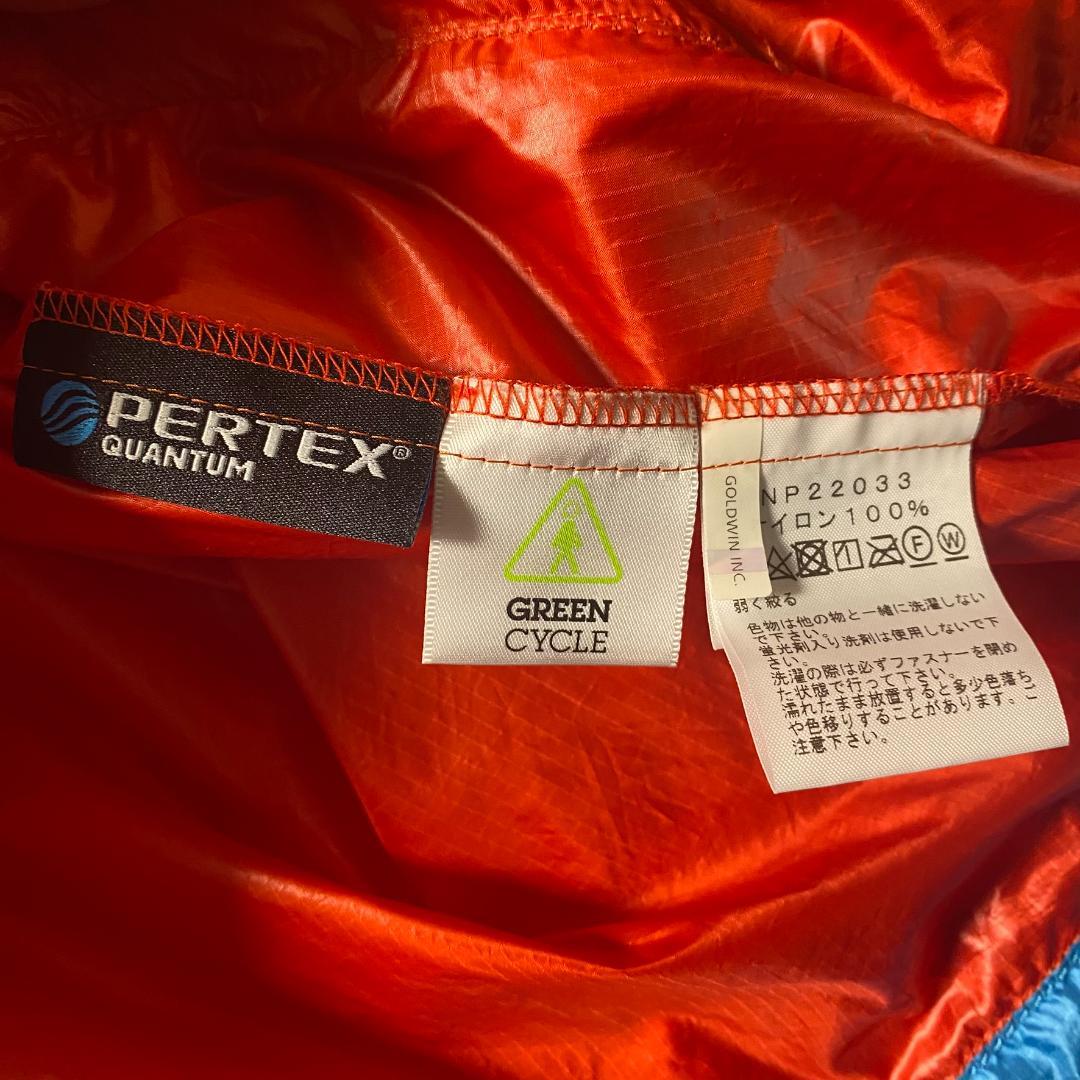 PERTEX®
QUANTUM
GREEN
CYCLE
GOLDWIN INC.
NP22033
イロン100%
F W
弱く絞る
色物は他の物と一緒に洗濯しない
で下さい。
蛍光剤入り洗剤は使用しないで下
さい。
洗濯の際は必ずファスナーを閉め
た状態で行って下さい。
濡れたまま放置すると多少色落ち
や色移りすることがあります。ご
注意下さい。